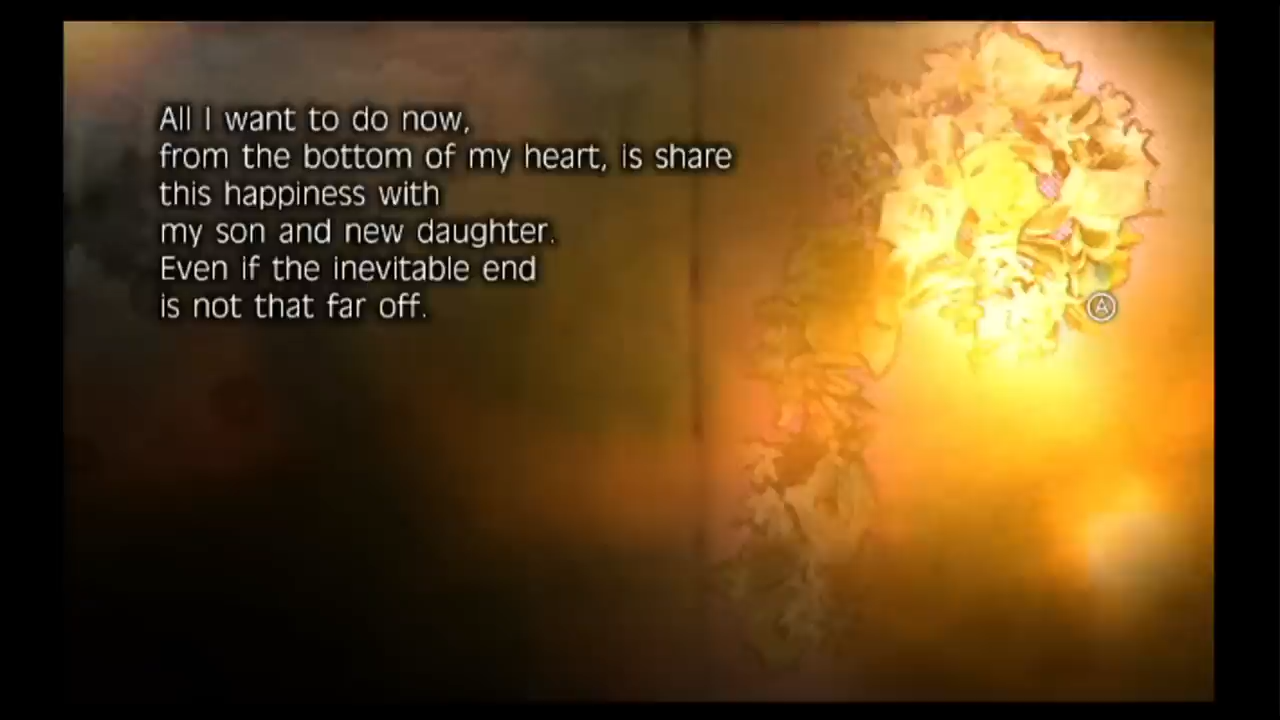 All I want to do now,
from the bottom of my heart, is share
this happiness with
my son and new daughter.
Even if the inevitable end
is not that far off.
A